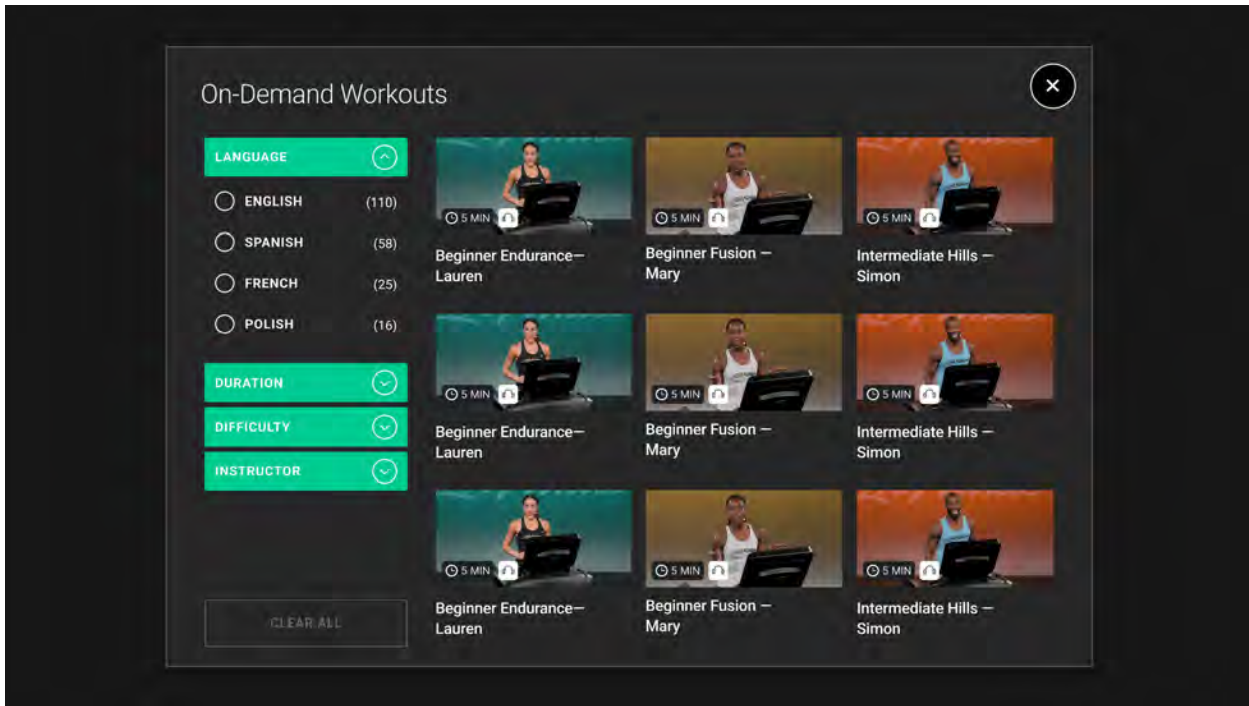 On-Demand Workouts
LANGUAGE
ENGLISH (110)
SPANISH (58)
FRENCH (25)
POLISH (16)
DURATION
DIFFICULTY
INSTRUCTOR
CLEAR ALL
5 MIN
5 MIN
5 MIN
Beginner Endurance—
Lauren
Beginner Fusion —
Mary
Intermediate Hills —
Simon
5 MIN
5 MIN
5 MIN
Beginner Endurance—
Lauren
Beginner Fusion —
Mary
Intermediate Hills —
Simon
5 MIN
5 MIN
5 MIN
Beginner Endurance—
Lauren
Beginner Fusion —
Mary
Intermediate Hills —
Simon